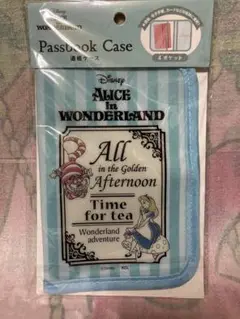 Disney
Passbook Case
通帳ケース
Disney
ALICE
in
WONDERLAND
All
in the Golden
Afternoon
Time
for tea
Wonderland
adventure